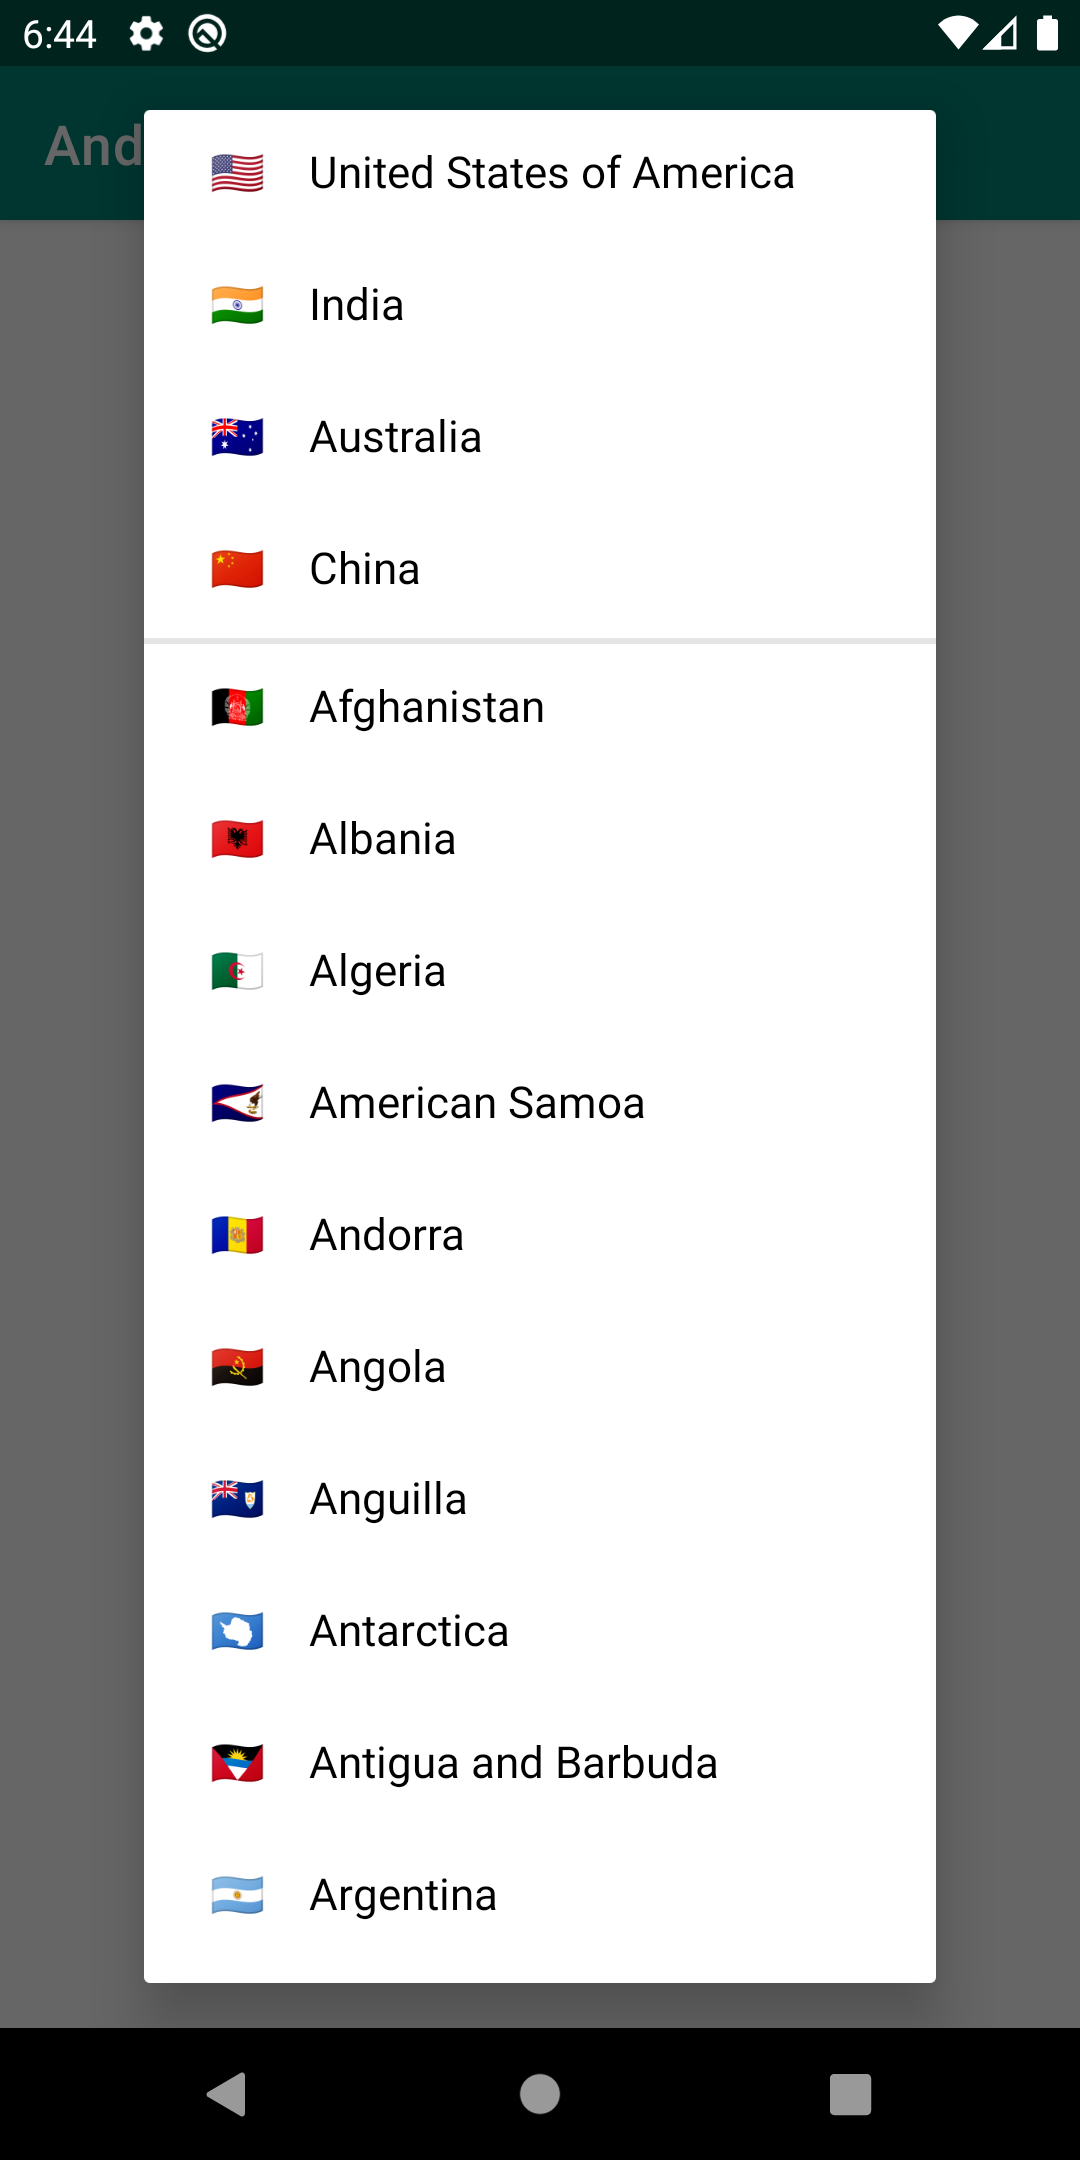 6:44
And
United States of America
India
Australia
China
Afghanistan
Albania
Algeria
American Samoa
Andorra
Angola
Anguilla
Antarctica
Antigua and Barbuda
Argentina